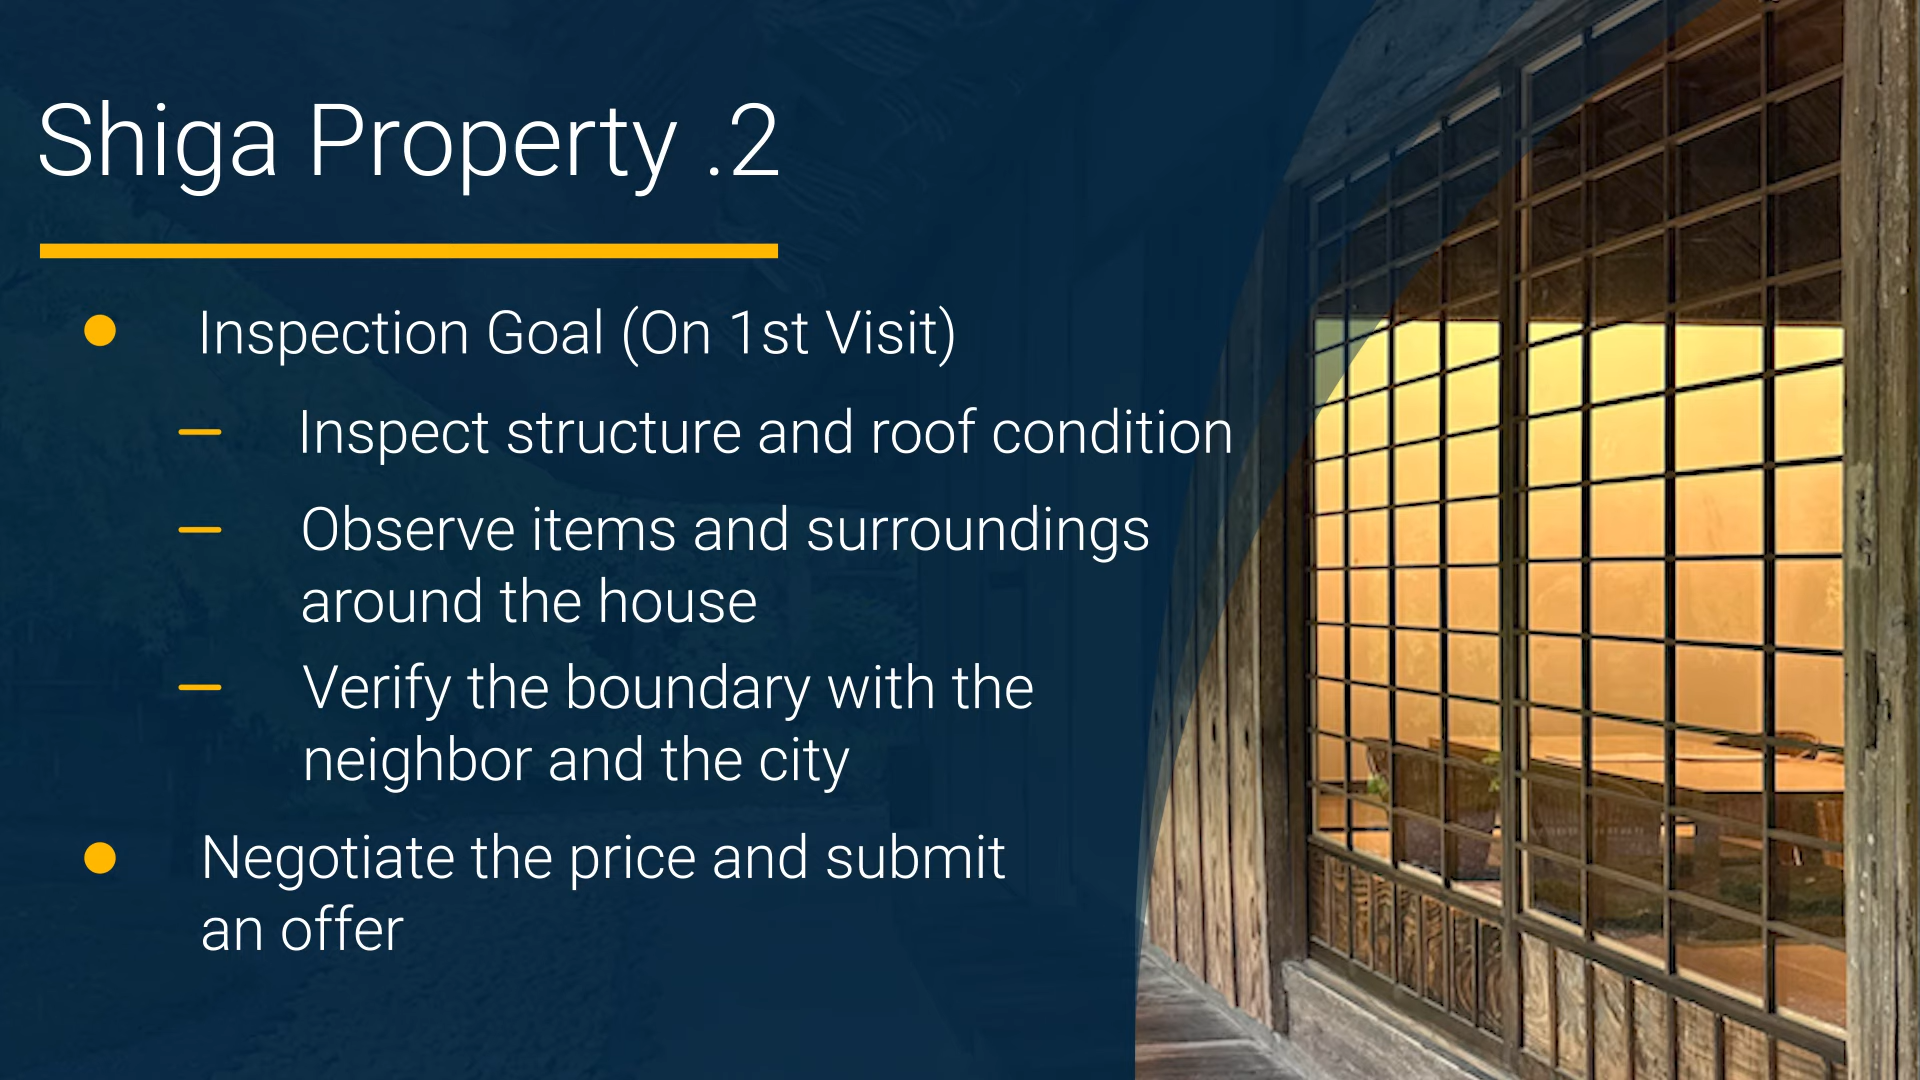 Shiga Property .2
Inspection Goal (On 1st Visit)
Inspect structure and roof condition
Observe items and surroundings
around the house
Verify the boundary with the
neighbor and the city
Negotiate the price and submit
an offer